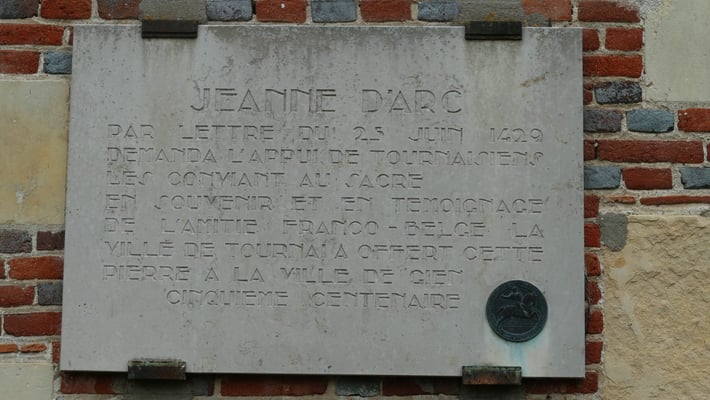 JEANNE D'ARC
PAR LETTRE DU 25 JUIN 1429
DEMANDA L'APPUI DE TOURNAISIENS
LES CONVIANT AU SACRE
EN SOUVENIR ET EN TEMOIGNAGE
DE L'AMITIE FRANCO-BELGE LA
VILLE DE TOURNAI A OFFERT CETTE
PIERRE A LA VILLE DE GIEN
CINQUIEME CENTENAIRE